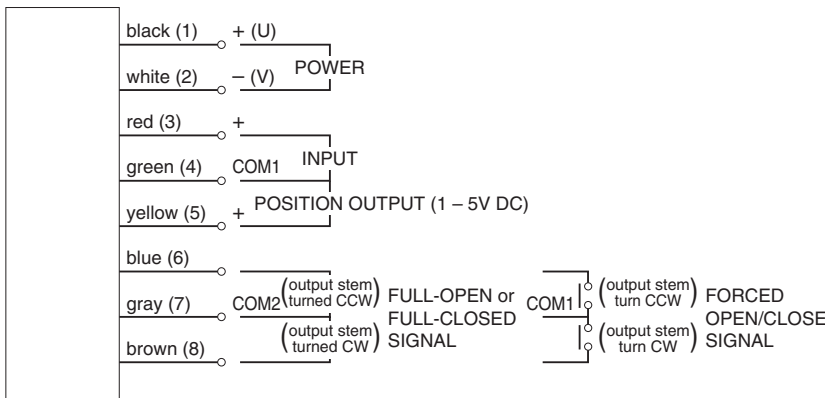 black (1) + (U)
POWER
white (2) – (V)
red (3) +
INPUT
green (4) COM1
POSITION OUTPUT (1 – 5V DC)
yellow (5) +
blue (6)
(output stem turned CCW)
gray (7) COM2
(output stem turned CW)
brown (8)
FULL-OPEN or
FULL-CLOSED
SIGNAL
COM1
(output stem turn CCW)
(output stem turn CW)
FORCED
OPEN/CLOSE
SIGNAL